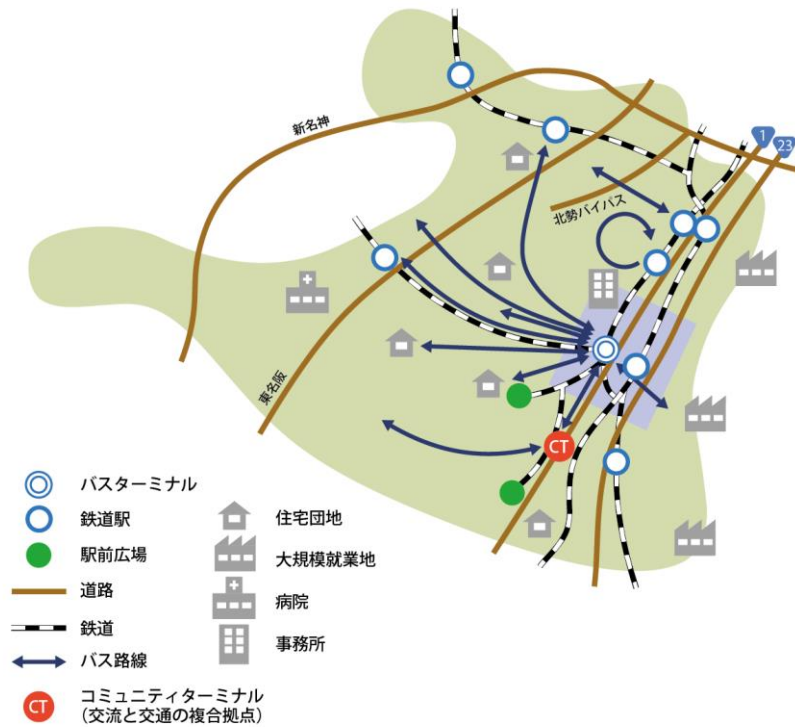 新名神
1
23
北勢バイパス
東名阪
CT
バスターミナル
鉄道駅
駅前広場
道路
鉄道
バス路線
CT
コミュニティターミナル
(交流と交通の複合拠点)
住宅団地
大規模就業地
病院
事務所